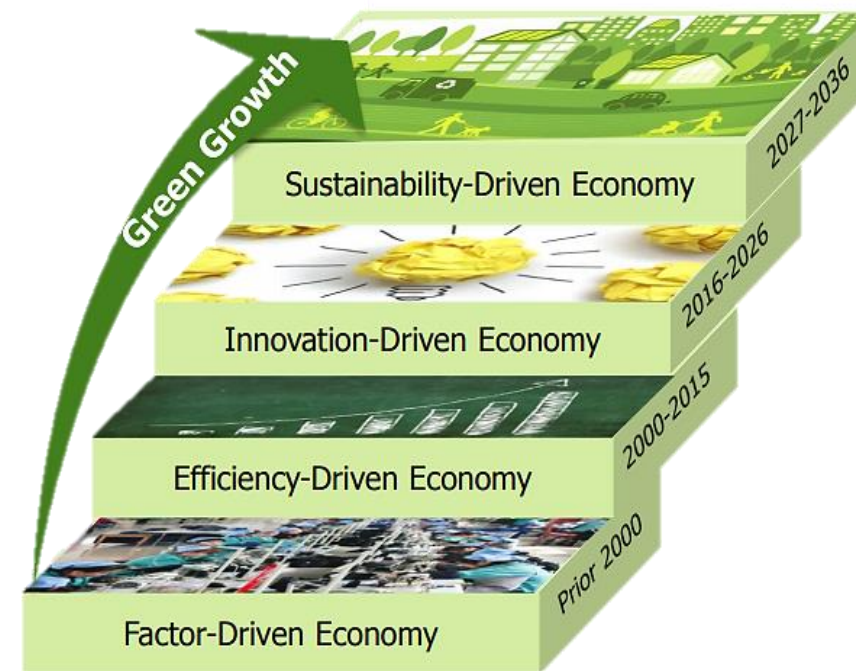 Green Growth
2027-2036
Sustainability-Driven Economy
2016-2026
Innovation-Driven Economy
2000-2015
Efficiency-Driven Economy
Prior 2000
Factor-Driven Economy